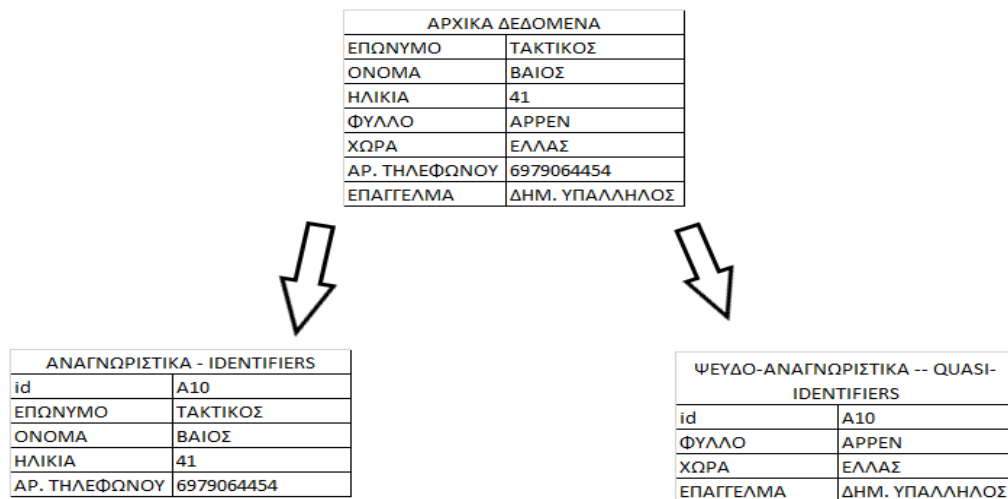 ΑΡΧΙΚΑ ΔΕΔΟΜΕΝΑ
ΕΠΩΝΥΜΟ ΤΑΚΤΙΚΟΣ
ΟΝΟΜΑ ΒΑΙΟΣ
ΗΛΙΚΙΑ 41
ΦΥΛΛΟ ΑΡΡΕΝ
ΧΩΡΑ ΕΛΛΑΣ
ΑΡ. ΤΗΛΕΦΩΝΟΥ 6979064454
ΕΠΑΓΓΕΛΜΑ ΔΗΜ. ΥΠΑΛΛΗΛΟΣ
ΑΝΑΓΝΩΡΙΣΤΙΚΑ - IDENTIFIERS
id A10
ΕΠΩΝΥΜΟ ΤΑΚΤΙΚΟΣ
ΟΝΟΜΑ ΒΑΙΟΣ
ΗΛΙΚΙΑ 41
ΑΡ. ΤΗΛΕΦΩΝΟΥ 6979064454
ΨΕΥΔΟ-ΑΝΑΓΝΩΡΙΣΤΙΚΑ -- QUASI-
IDENTIFIERS
id A10
ΦΥΛΛΟ ΑΡΡΕΝ
ΧΩΡΑ ΕΛΛΑΣ
ΕΠΑΓΓΕΛΜΑ ΔΗΜ. ΥΠΑΛΛΗΛΟΣ